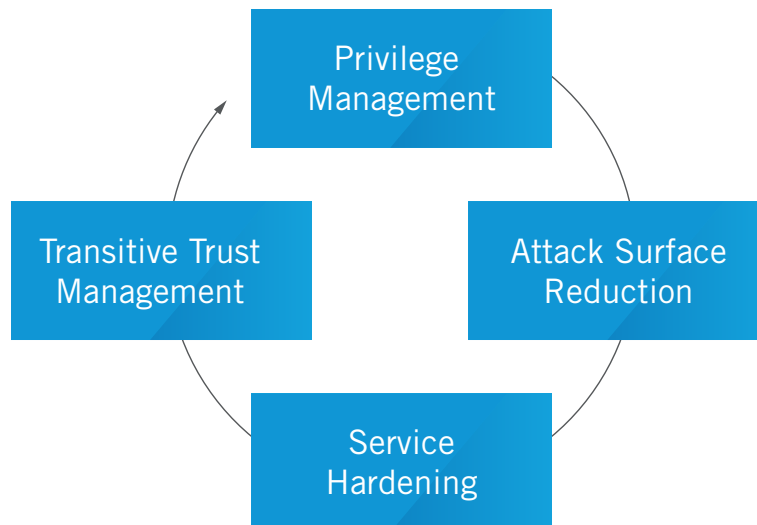 Privilege
Management
Transitive Trust
Management
Attack Surface
Reduction
Service
Hardening